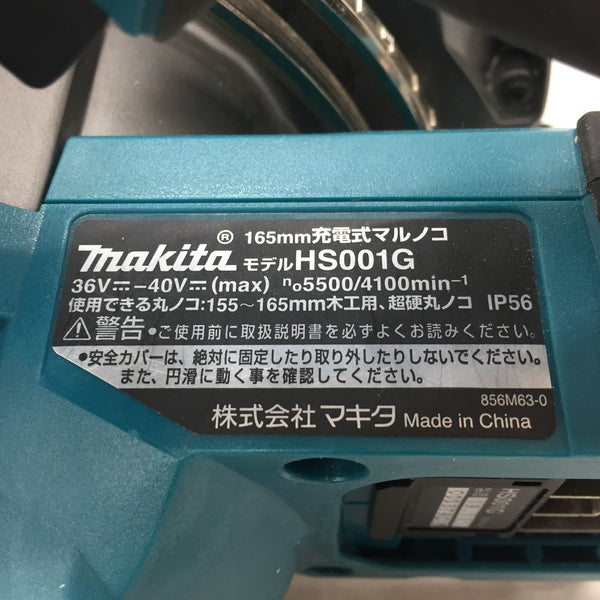 ® 165mm充電式マルノコ
makita モデルHS001G
36V⎓-40V⎓(max) no5500/4100min-1
使用できる丸ノコ:155~165mm木工用、超硬丸ノコ IP56
⚠警告●ご使用前に取扱説明書を必ずよくお読みください。
●安全カバーは、絶対に固定したり取り外したりしないでください。
また、円滑に動く事を確認してください。
856M63-0
株式会社マキタ Made in China
HS001G